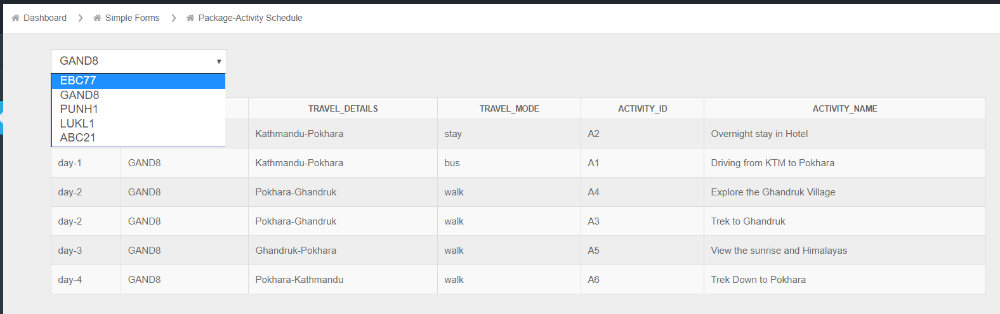 Dashboard > Simple Forms > Package-Activity Schedule
GAND8
EBC77
GAND8
PUNH1
LUKL1
ABC21
TRAVEL_DETAILS TRAVEL_MODE ACTIVITY_ID ACTIVITY_NAME
Kathmandu-Pokhara stay A2 Overnight stay in Hotel
day-1 GAND8 Kathmandu-Pokhara bus A1 Driving from KTM to Pokhara
day-2 GAND8 Pokhara-Ghandruk walk A4 Explore the Ghandruk Village
day-2 GAND8 Pokhara-Ghandruk walk A3 Trek to Ghandruk
day-3 GAND8 Ghandruk-Pokhara walk A5 View the sunrise and Himalayas
day-4 GAND8 Pokhara-Kathmandu walk A6 Trek Down to Pokhara